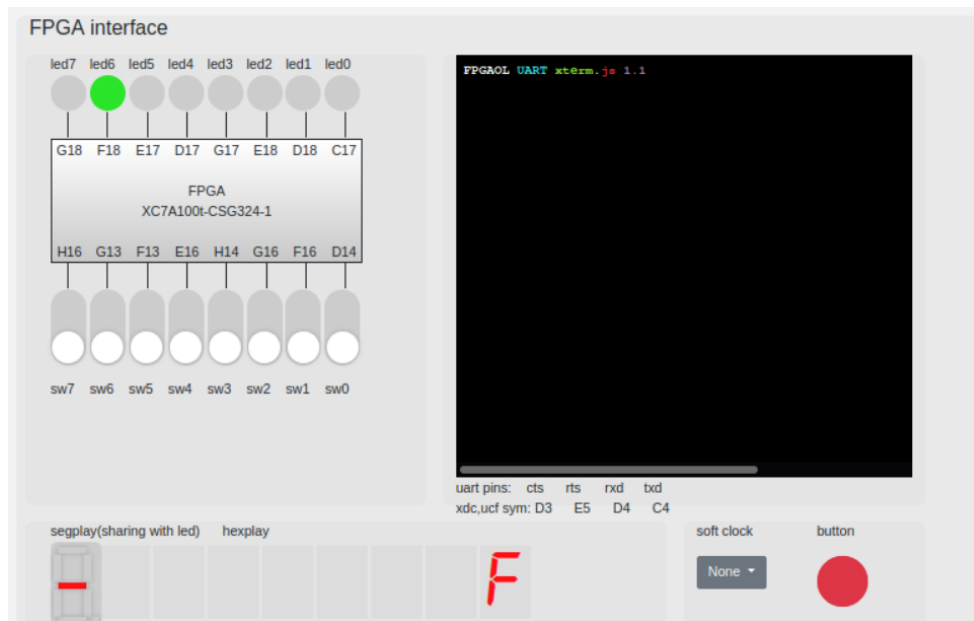 FPGA interface
led7 led6 led5 led4 led3 led2 led1 led0
G18 F18 E17 D17 G17 E18 D18 C17
FPGA
XC7A100t-CSG324-1
H16 G13 F13 E16 H14 G16 F16 D14
sw7 sw6 sw5 sw4 sw3 sw2 sw1 sw0
FPGAOL UART xterm.js 1.1
uart pins: cts rts rxd txd
xdc,ucf sym: D3 E5 D4 C4
segplay(sharing with led) hexplay
F
soft clock button
None